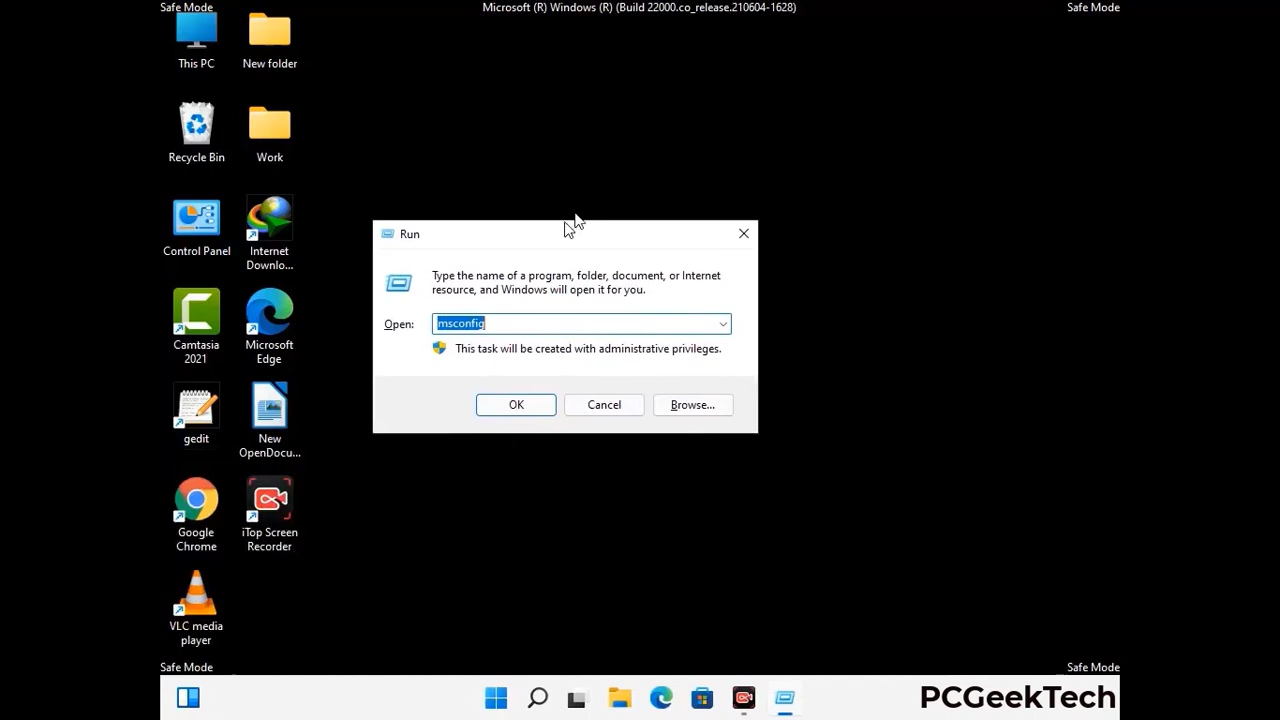 Safe Mode
Microsoft (R) Windows (R) (Build 22000.co_release.210604-1628)
Safe Mode
This PC
New folder
Recycle Bin
Work
Control Panel
Internet
Downlo...
Camtasia
2021
Microsoft
Edge
gedit
New
OpenDocu...
Google
Chrome
iTop Screen
Recorder
VLC media
player
Run
Type the name of a program, folder, document, or Internet
resource, and Windows will open it for you.
Open:
msconfig
This task will be created with administrative privileges.
OK
Cancel
Browse...
Safe Mode
Safe Mode
PCGeekTech